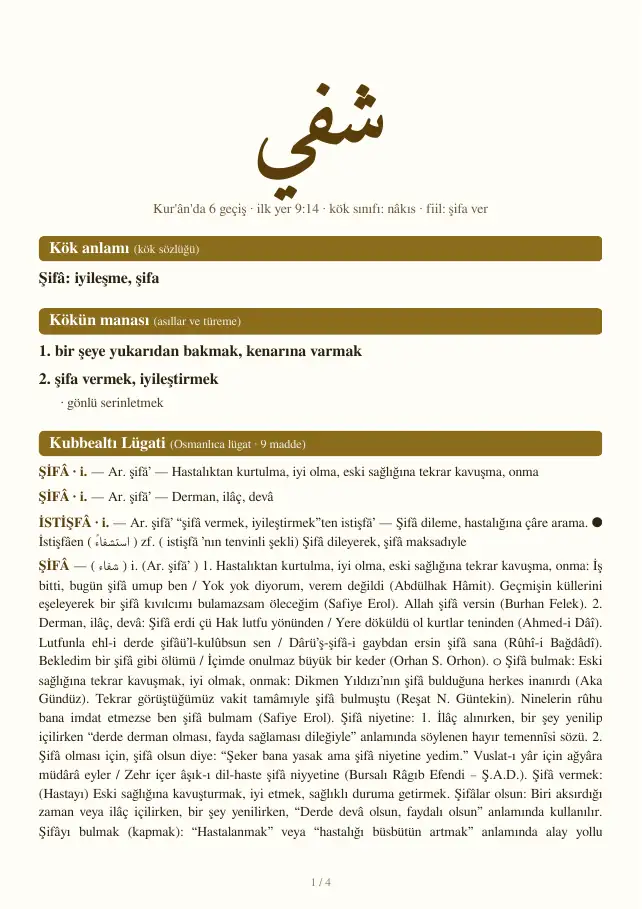 شفي
Kur'ân'da 6 geçiş · ilk yer 9:14 · kök sınıfı: nâkıs · fiil: şifa ver
Kök anlamı (kök sözlüğü)
Şifâ: iyileşme, şifa
Kökün manası (asıllar ve türeme)
1. bir şeye yukarıdan bakmak, kenarına varmak
2. şifa vermek, iyileştirmek
· gönlü serinletmek
Kubbealtı Lügati (Osmanlıca lügat · 9 madde)
ŞİFÂ · i. — Ar. şifā’ — Hastalıktan kurtulma, iyi olma, eski sağlığına tekrar kavuşma, onma
ŞİFÂ · i. — Ar. şifā’ — Derman, ilâç, devâ
İSTİŞFÂ · i. — Ar. şifā’ “şifâ vermek, iyileştirmek”ten istişfā’ — Şifâ dileme, hastalığına çâre arama. ●
İstişfâen ( استشفاءً ) zf. ( istişfā ’nın tenvinli şekli) Şifâ dileyerek, şifâ maksadıyle
ŞİFÂ — ( شفاء ) i. (Ar. şifā’ ) 1. Hastalıktan kurtulma, iyi olma, eski sağlığına tekrar kavuşma, onma: İş
bitti, bugün şifâ umup ben / Yok yok diyorum, verem değildi (Abdülhak Hâmit). Geçmişin küllerini
eşeleyerek bir şifâ kıvılcımı bulamazsam öleceğim (Safiye Erol). Allah şifâ versin (Burhan Felek). 2.
Derman, ilâç, devâ: Şifâ erdi çü Hak lutfu yönünden / Yere döküldü ol kurtlar teninden (Ahmed-i Dâî).
Lutfunla ehl-i derde şifâü’l-kulûbsun sen / Dârü’ş-şifâ-i gaybdan ersin şifâ sana (Rûhî-i Bağdâdî).
Bekledim bir şifâ gibi ölümü / İçimde onulmaz büyük bir keder (Orhan S. Orhon). ○ Şifâ bulmak: Eski
sağlığına tekrar kavuşmak, iyi olmak, onmak: Dikmen Yıldızı’nın şifâ bulduğuna herkes inanırdı (Aka
Gündüz). Tekrar görüştüğümüz vakit tamâmıyle şifâ bulmuştu (Reşat N. Güntekin). Ninelerin rûhu
bana imdat etmezse ben şifâ bulmam (Safiye Erol). Şifâ niyetine: 1. İlâç alınırken, bir şey yenilip
içilirken “derde derman olması, fayda sağlaması dileğiyle” anlamında söylenen hayır temennîsi sözü. 2.
Şifâ olması için, şifâ olsun diye: “Şeker bana yasak ama şifâ niyetine yedim.” Vuslat-ı yâr için ağyâra
müdârâ eyler / Zehr içer âşık-ı dil-haste şifâ niyyetine (Bursalı Râgıb Efendi – Ş.A.D.). Şifâ vermek:
(Hastayı) Eski sağlığına kavuşturmak, iyi etmek, sağlıklı duruma getirmek. Şifâlar olsun: Biri aksırdığı
zaman veya ilâç içilirken, bir şey yenilirken, “Derde devâ olsun, faydalı olsun” anlamında kullanılır.
Şifâyı bulmak (kapmak): “Hastalanmak” veya “hastalığı büsbütün artmak” anlamında alay yollu
1 / 4